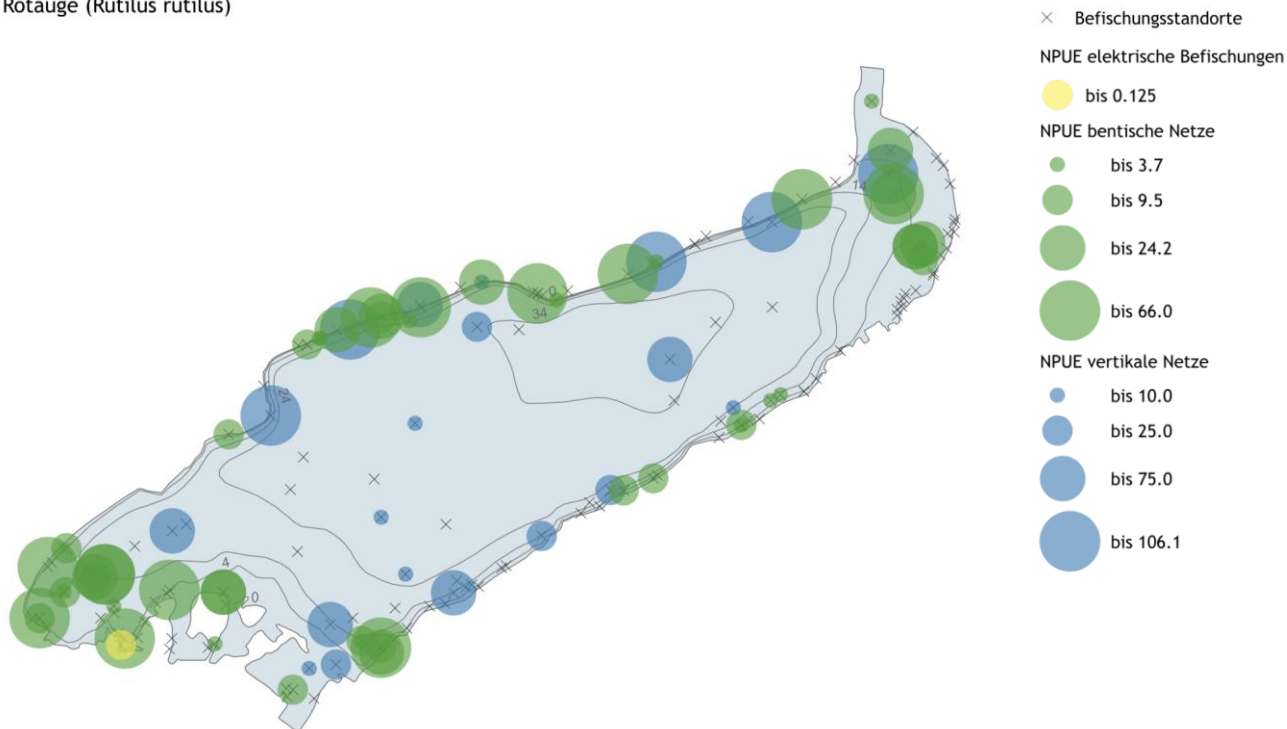 Rotauge (Rutilus rutilus)
Befischungsstandorte
NPUE elektrische Befischungen
bis 0.125
NPUE bentische Netze
bis 3.7
bis 9.5
bis 24.2
bis 66.0
NPUE vertikale Netze
bis 10.0
bis 25.0
bis 75.0
bis 106.1
14
0
34
24
4
0